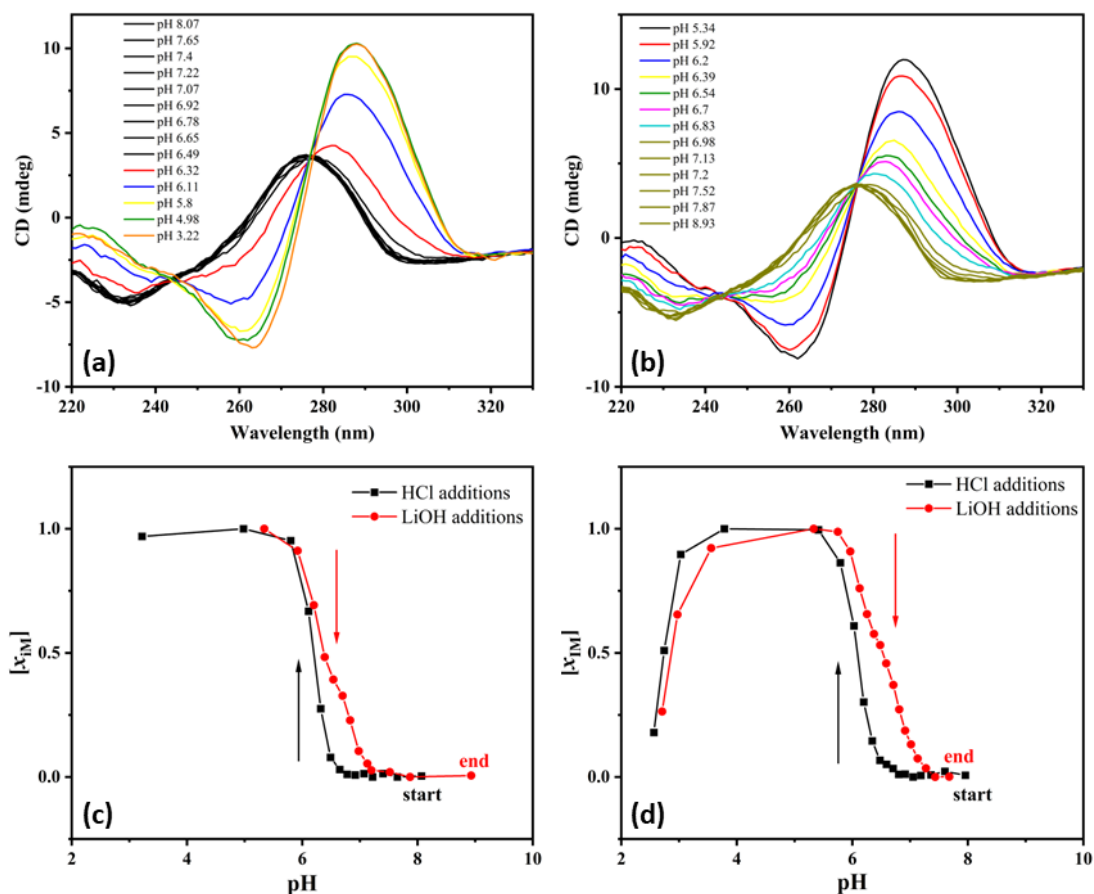 pH 8.07
pH 7.65
pH 7.4
pH 7.22
pH 7.07
pH 6.92
pH 6.78
pH 6.65
pH 6.49
pH 6.32
pH 6.11
pH 5.8
pH 4.98
pH 3.22
10
5
0
-5
-10
CD (mdeg)
(a)
220 240 260 280 300 320
Wavelength (nm)
pH 5.34
pH 5.92
pH 6.2
pH 6.39
pH 6.54
pH 6.7
pH 6.83
pH 6.98
pH 7.13
pH 7.2
pH 7.52
pH 7.87
pH 8.93
10
0
-10
CD (mdeg)
(b)
220 240 260 280 300 320
Wavelength (nm)
HCl additions
LiOH additions
1.0
0.5
0.0
[xiM]
end
start
(c)
2 4 6 8 10
pH
HCl additions
LiOH additions
1.0
0.5
0.0
[xIM]
end
start
(d)
2 4 6 8 10
pH